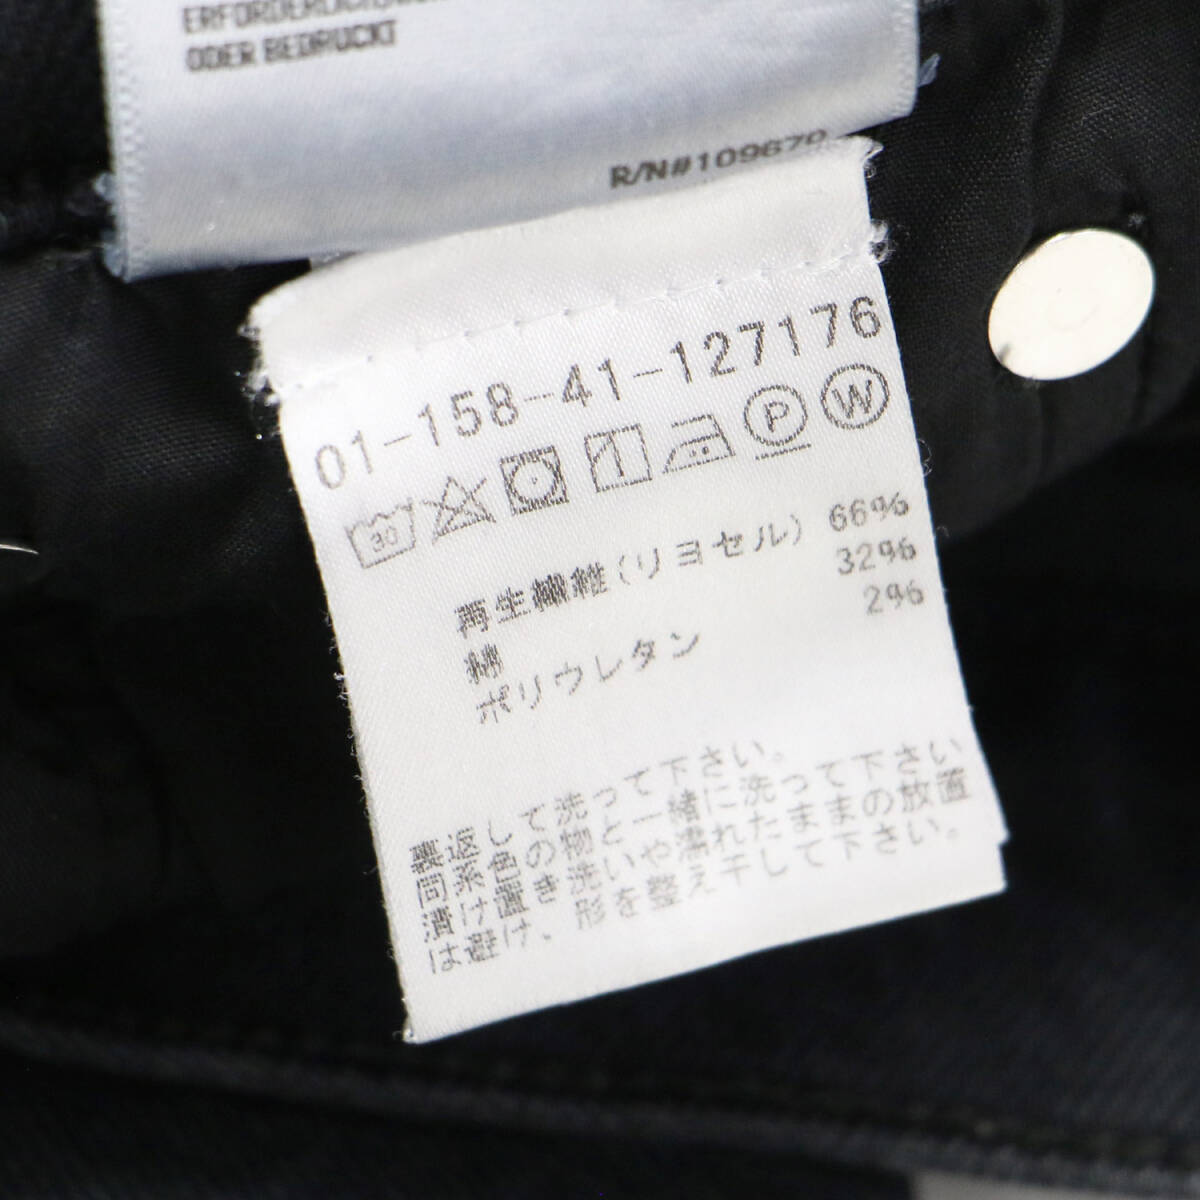 ODER BEDRUCKT
R/N#109679
01-158-41-127176
30 P W
再生繊維(リヨセル) 66%
綿 32%
ポリウレタン 2%
裏返して洗って下さい。
同系色の物と一緒に洗って下さい
漬け置き洗いや濡れたままの放置
は避け、形を整え干して下さい。